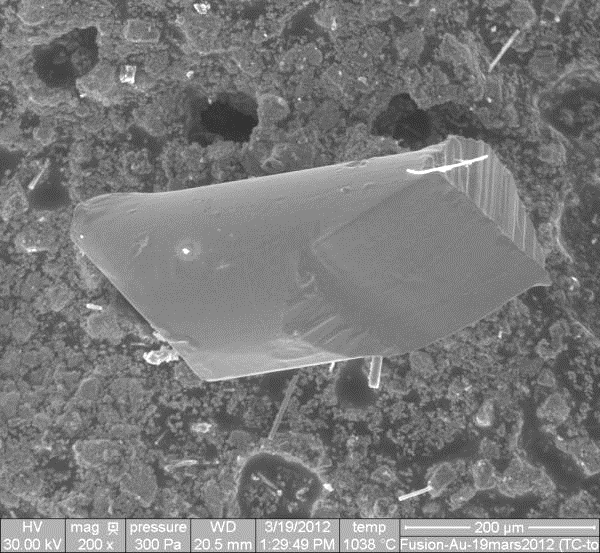 HV mag pressure WD 3/19/2012 temp 200 µm
30.00 kV 200 x 300 Pa 20.5 mm 1:29:49 PM 1038 °C Fusion-Au-19mars2012 (TC-to